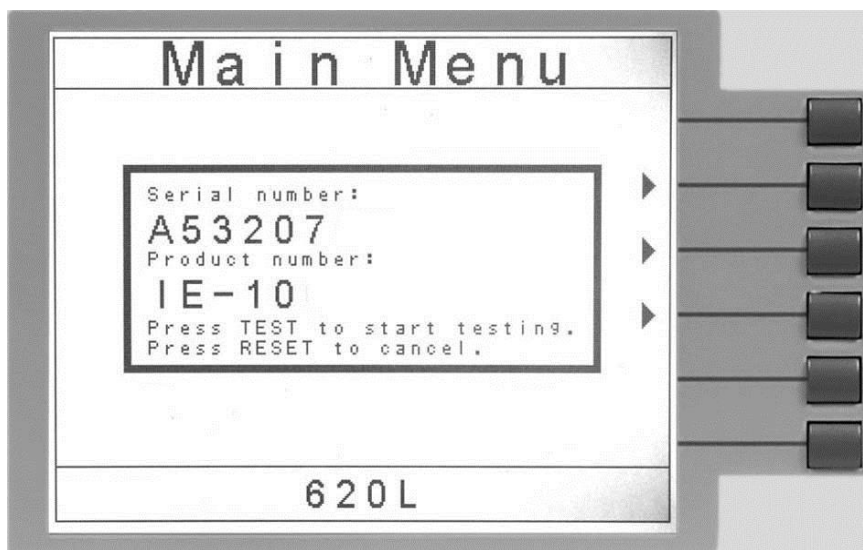 Main Menu
Serial number:
A53207
Product number:
IE-10
Press TEST to start testing.
Press RESET to cancel.
620L